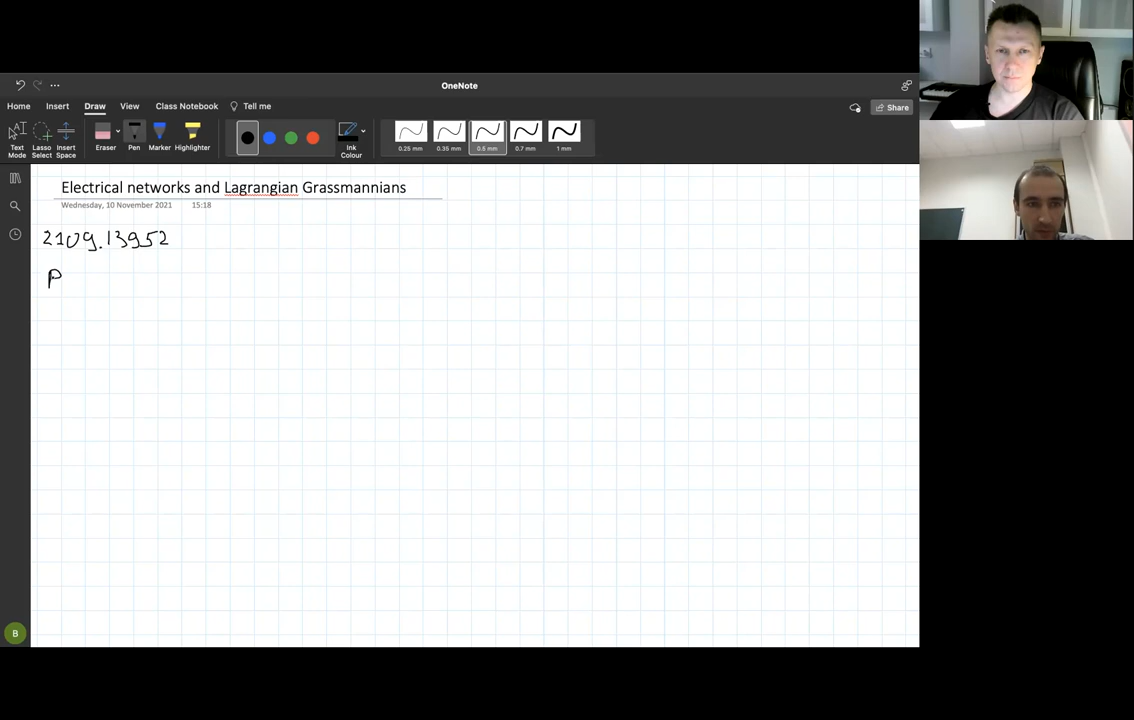 OneNote
Home Insert Draw View Class Notebook Tell me
Share
Text Mode
Lasso Select
Insert Space
Eraser
Pen
Marker
Highlighter
Ink Colour
0.25 mm
0.35 mm
0.5 mm
0.7 mm
1 mm
Electrical networks and Lagrangian Grassmannians
Wednesday, 10 November 2021 15:18
2109.13952
P
B